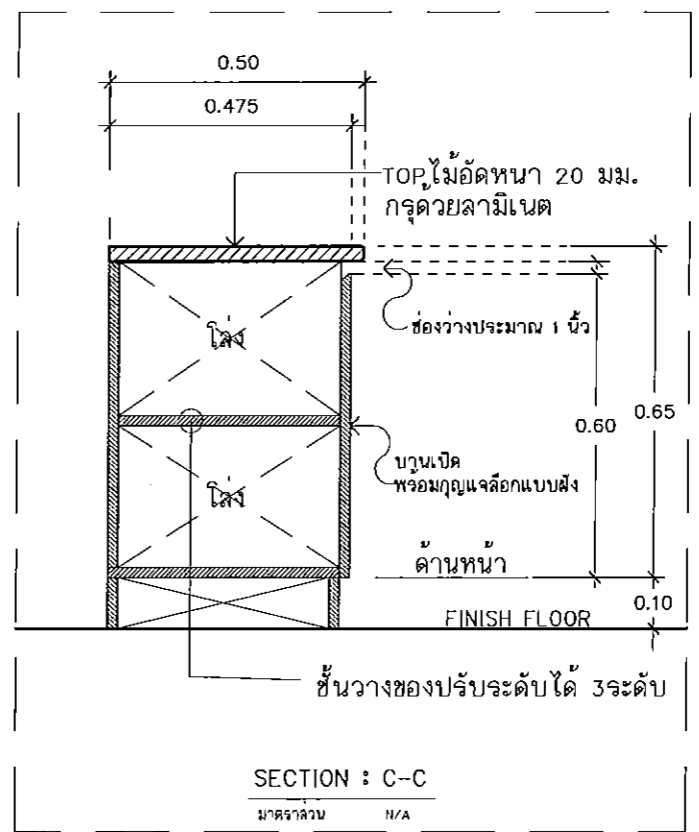 0.50
0.475
TOP ไม้อัดหนา 20 มม.
กรุด้วยลามิเนต
โล่ง
ช่องว่างประมาณ 1 นิ้ว
0.60
0.65
บานเปิด
พร้อมกุญแจล๊อกแบบฝัง
โล่ง
ด้านหน้า
0.10
FINISH FLOOR
ชั้นวางของปรับระดับได้ 3ระดับ
SECTION : C-C
มาตราส่วน N/A